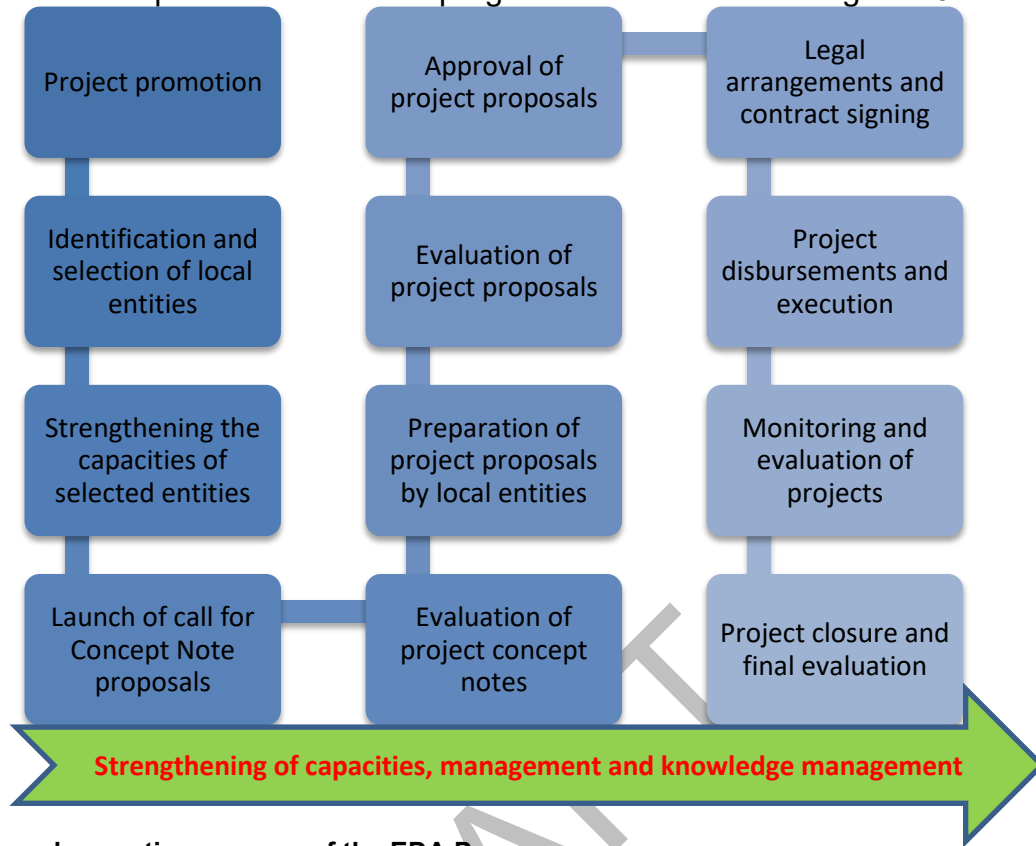 Project promotion
Identification and
selection of local
entities
Strengthening the
capacities of
selected entities
Launch of call for
Concept Note
proposals
Evaluation of
project concept
notes
Preparation of
project proposals
by local entities
Evaluation of
project proposals
Approval of
project proposals
Legal
arrangements and
contract signing
Project
disbursements and
execution
Monitoring and
evaluation of
projects
Project closure and
final evaluation
Strengthening of capacities, management and knowledge management
of the EDA